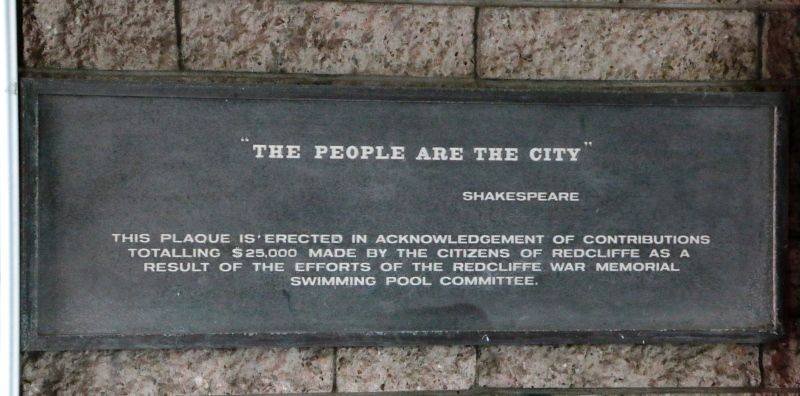 "THE PEOPLE ARE THE CITY"
SHAKESPEARE
THIS PLAQUE IS ERECTED IN ACKNOWLEDGEMENT OF CONTRIBUTIONS
TOTALLING $25,000 MADE BY THE CITIZENS OF REDCLIFFE AS A
RESULT OF THE EFFORTS OF THE REDCLIFFE WAR MEMORIAL
SWIMMING POOL COMMITTEE.